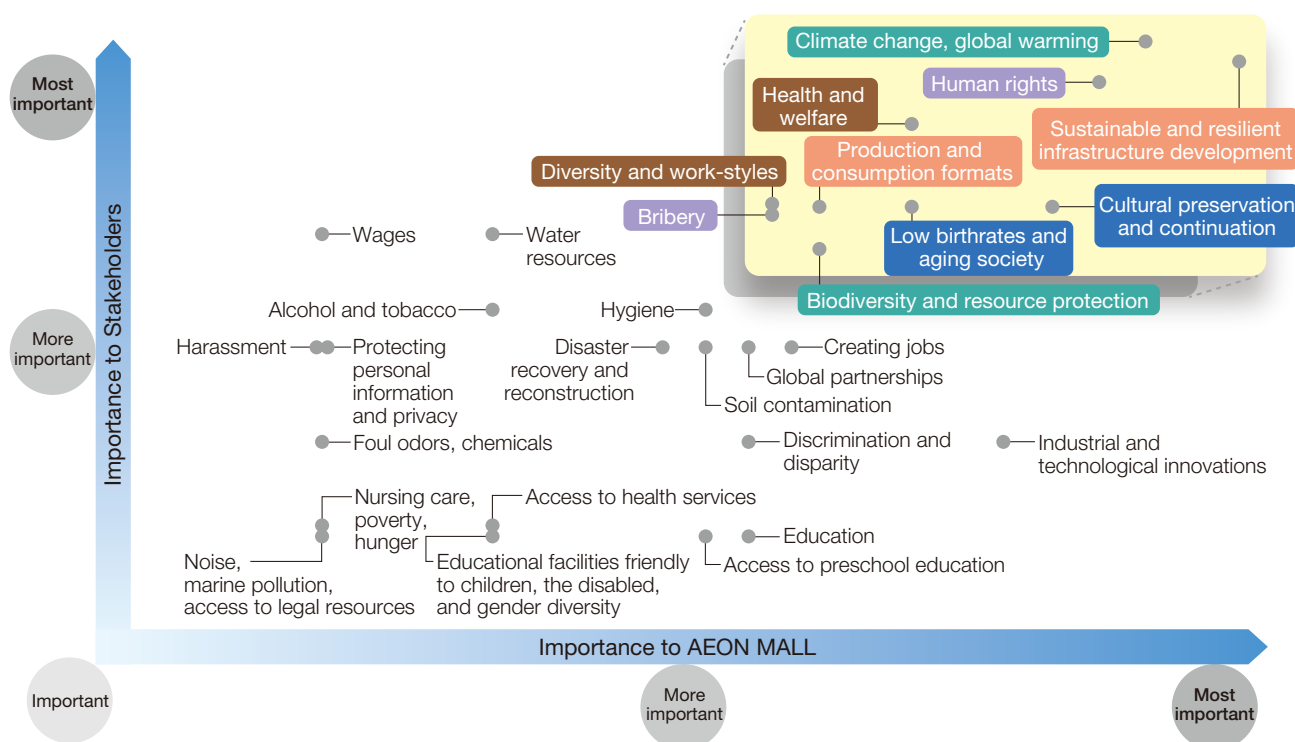 Most
important
Importance to Stakeholders
More
important
Important
Climate change, global warming
Human rights
Health and
welfare
Sustainable and resilient
infrastructure development
Production and
consumption formats
Diversity and work-styles
Bribery
Cultural preservation
and continuation
Low birthrates and
aging society
Biodiversity and resource protection
Wages
Water
resources
Alcohol and tobacco
Hygiene
Harassment
Protecting
personal
information
and privacy
Disaster
recovery and
reconstruction
Creating jobs
Global partnerships
Soil contamination
Foul odors, chemicals
Discrimination and
disparity
Industrial and
technological innovations
Nursing care,
poverty,
hunger
Access to health services
Education
Access to preschool education
Noise,
marine pollution,
access to legal resources
Educational facilities friendly
to children, the disabled,
and gender diversity
Importance to AEON MALL
More
important
Most
important